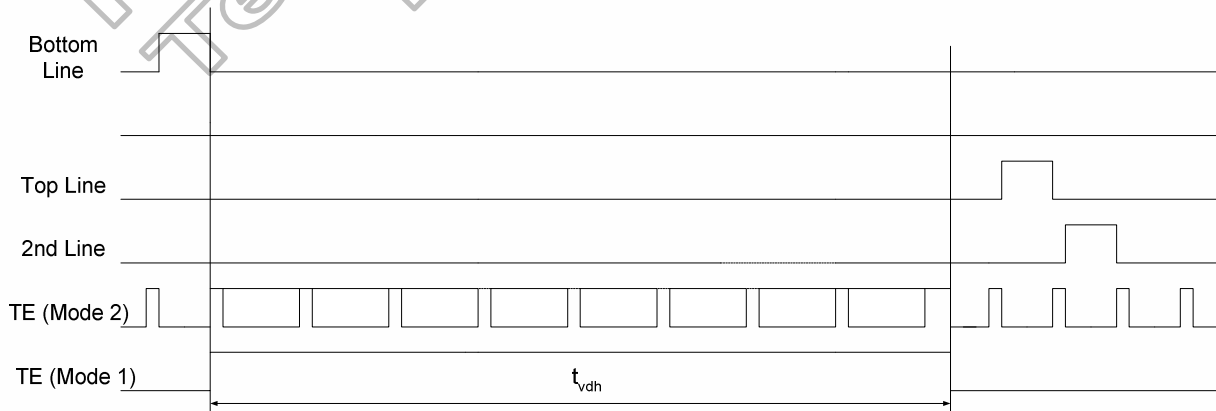 Bottom
Line
Top Line
2nd Line
TE (Mode 2)
TE (Mode 1)
tvdh